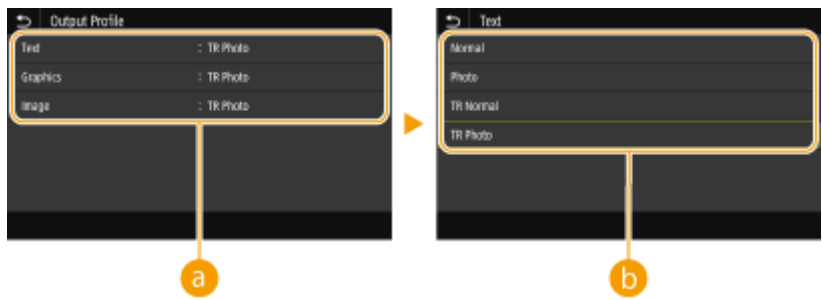 Output Profile
Text : TR Photo
Graphics : TR Photo
Image : TR Photo
a
Text
Normal
Photo
TR Normal
TR Photo
b